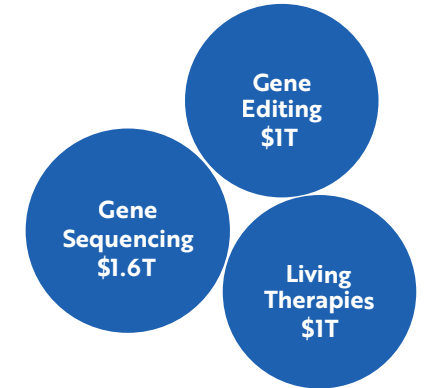 Gene
Editing
$1T
Gene
Sequencing
$1.6T
Living
Therapies
$1T